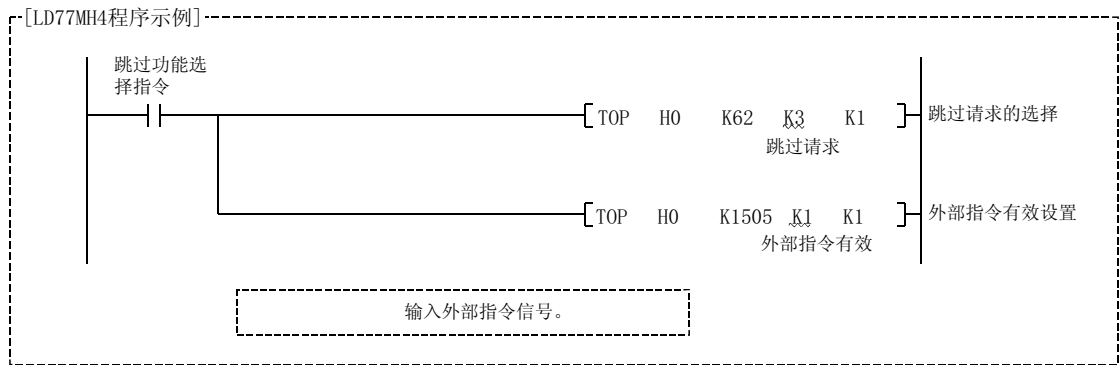 [LD77MH4程序示例]
跳过功能选
择指令
TOP H0 K62 K3 K1 跳过请求的选择
跳过请求
TOP H0 K1505 K1 K1 外部指令有效设置
外部指令有效
输入外部指令信号。